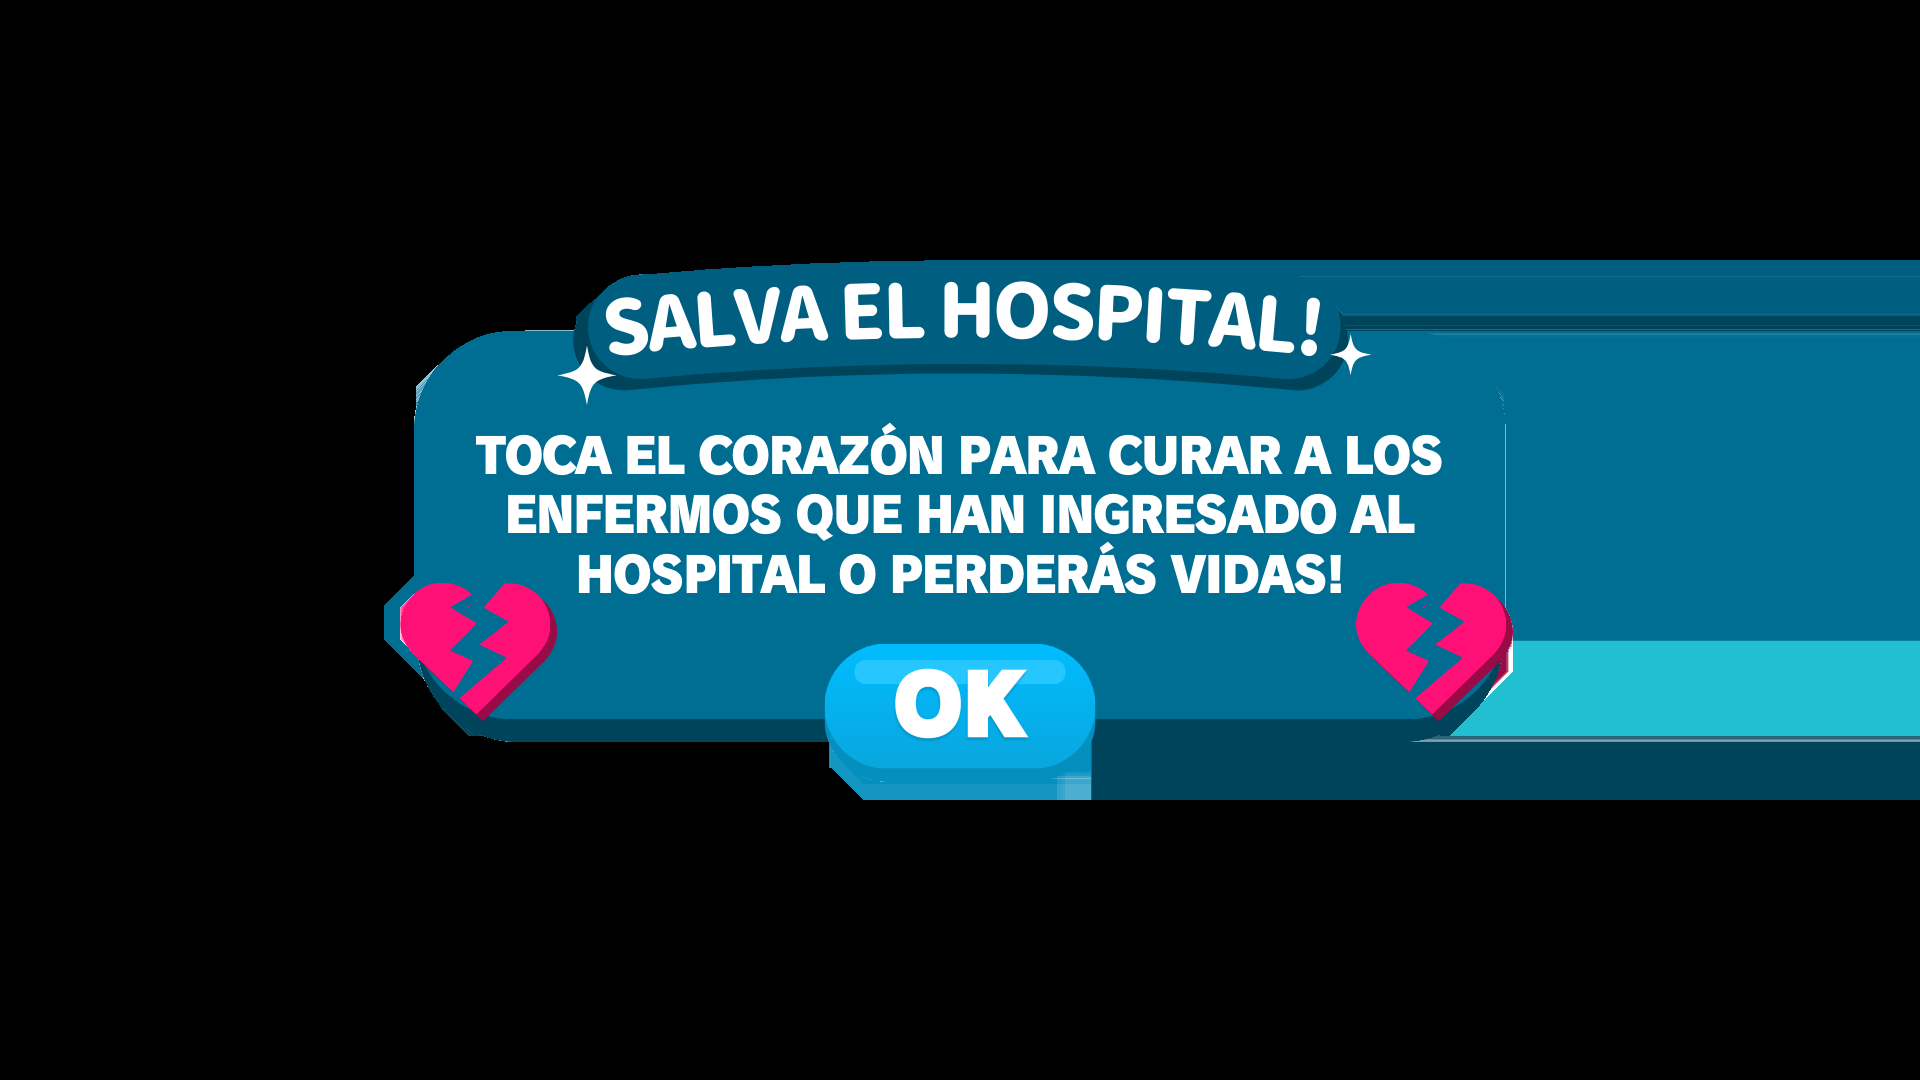 SALVA EL HOSPITAL!
TOCA EL CORAZÓN PARA CURAR A LOS
ENFERMOS QUE HAN INGRESADO AL
HOSPITAL O PERDERÁS VIDAS!
OK